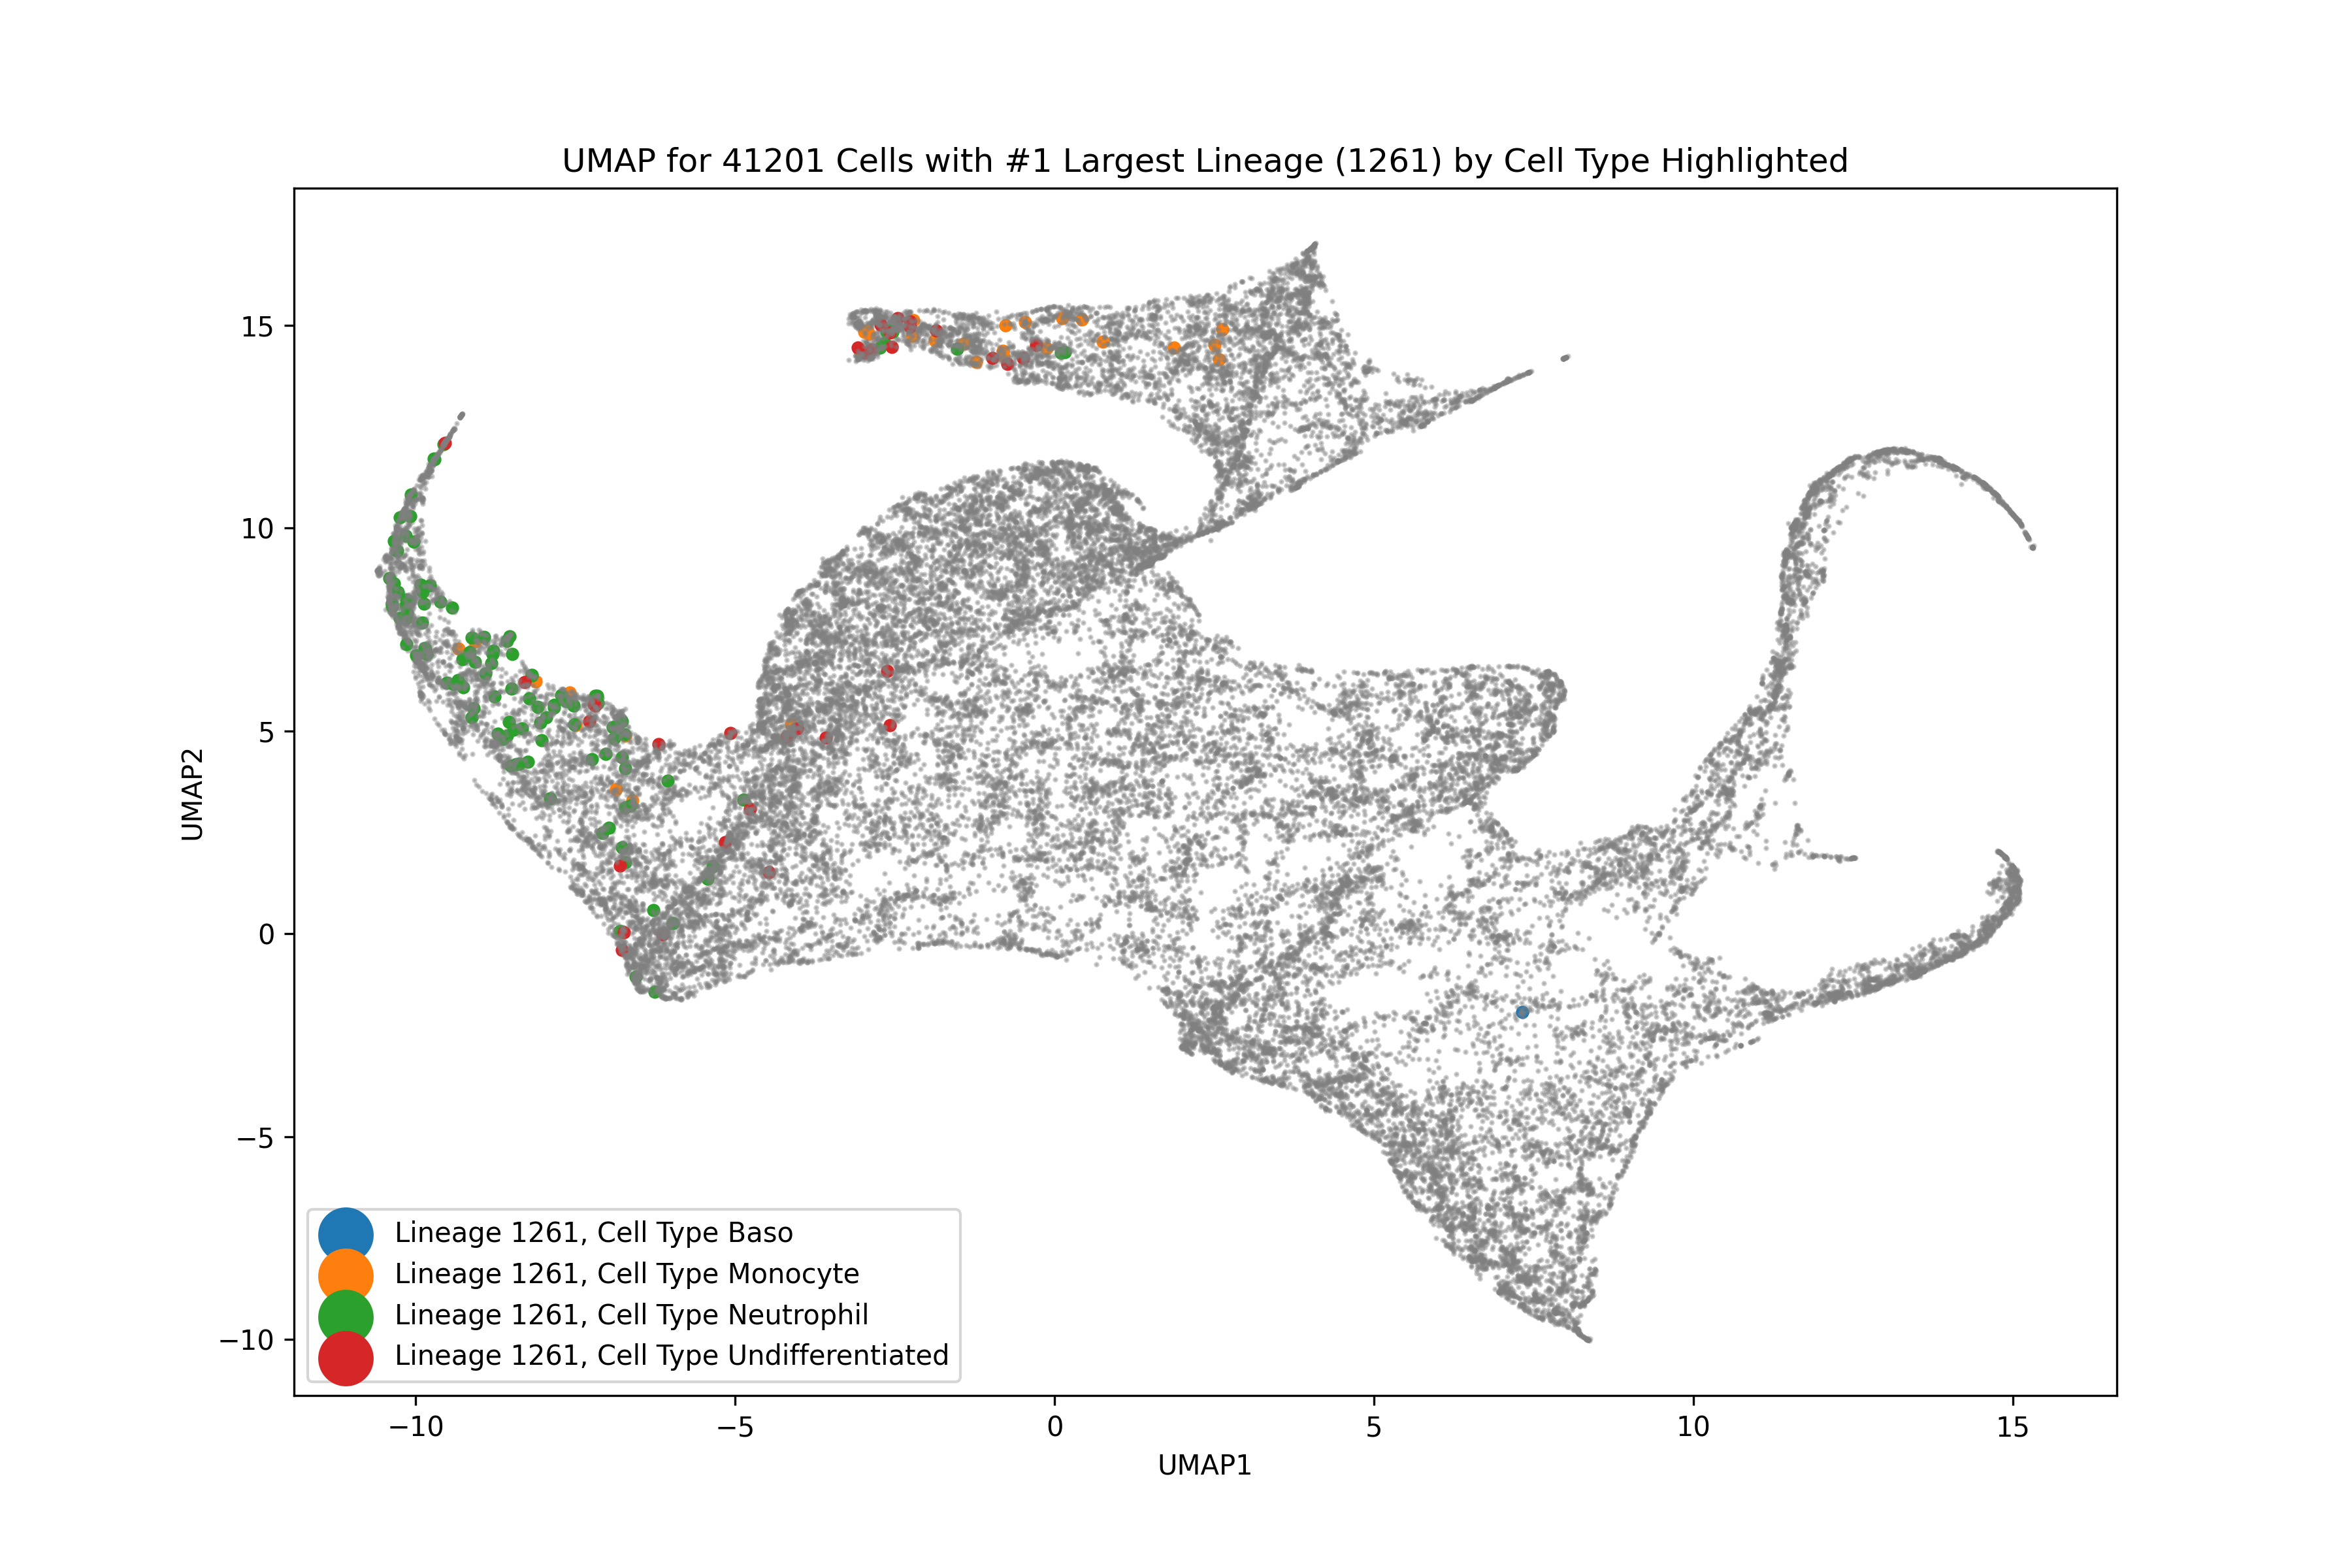 UMAP for 41201 Cells with #1 Largest Lineage (1261) by Cell Type Highlighted
15
10
5
0
−5
−10
UMAP2
Lineage 1261, Cell Type Baso
Lineage 1261, Cell Type Monocyte
Lineage 1261, Cell Type Neutrophil
Lineage 1261, Cell Type Undifferentiated
−10 −5 0 5 10 15
UMAP1